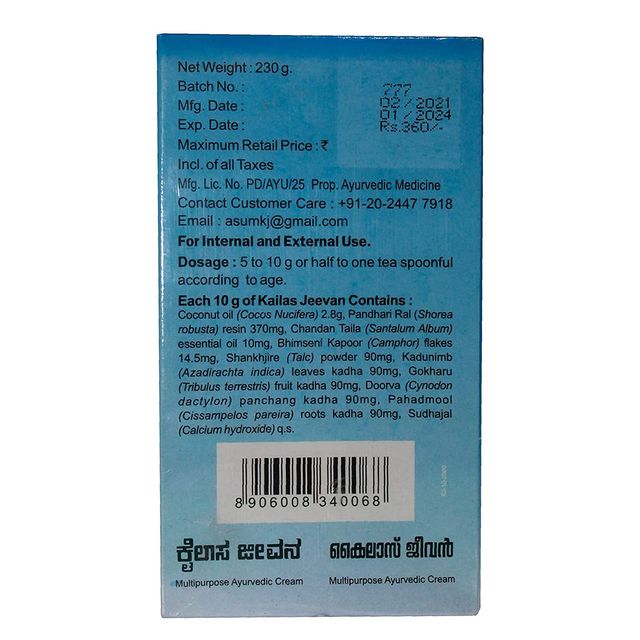 Net Weight : 230 g.
Batch No. : 777
Mfg. Date : 02/2021
Exp. Date : 01/2024
Maximum Retail Price : ₹ Rs.360/-
Incl. of all Taxes
Mfg. Lic. No. PD/AYU/25 Prop. Ayurvedic Medicine
Contact Customer Care : +91-20-2447 7918
Email : asumkj@gmail.com
For Internal and External Use.
Dosage : 5 to 10 g or half to one tea spoonful
according to age.
Each 10 g of Kailas Jeevan Contains :
Coconut oil (Cocos Nucifera) 2.8g, Pandhari Ral (Shorea
robusta) resin 370mg, Chandan Taila (Santalum Album)
essential oil 10mg, Bhimseni Kapoor (Camphor) flakes
14.5mg, Shankhjire (Talc) powder 90mg, Kadunimb
(Azadirachta indica) leaves kadha 90mg, Gokharu
(Tribulus terrestris) fruit kadha 90mg, Doorva (Cynodon
dactylon) panchang kadha 90mg, Pahadmool
(Cissampelos pareira) roots kadha 90mg, Sudhajal
(Calcium hydroxide) q.s.
8 906008 340068
ಕೈಲಾಸ ಜೀವನ കൈലാസ് ജീവൻ
Multipurpose Ayurvedic Cream Multipurpose Ayurvedic Cream